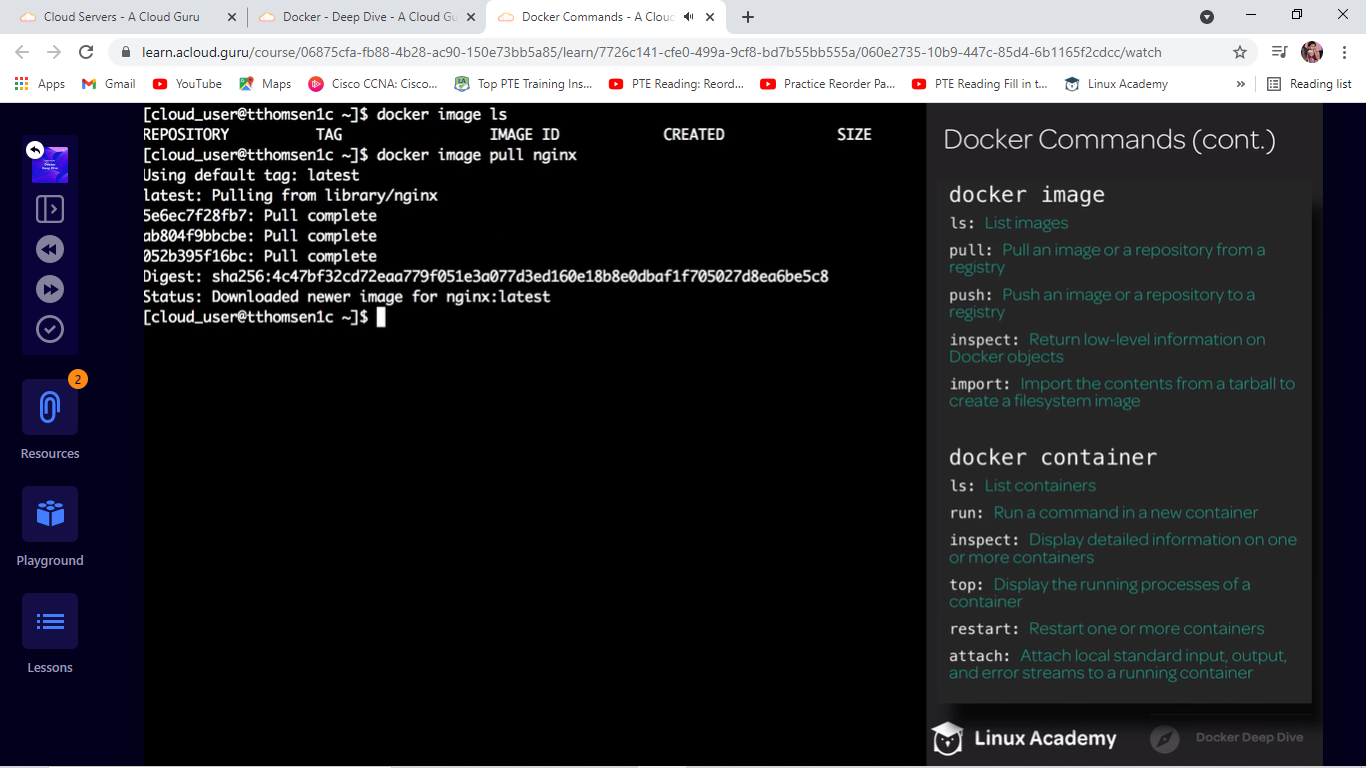 Cloud Servers - A Cloud Guru
Docker - Deep Dive - A Cloud Gu
Docker Commands - A Cloud
learn.acloud.guru/course/06875cfa-fb88-4b28-ac90-150e73bb5a85/learn/7726c141-cfe0-499a-9cf8-bd7b55bb555a/060e2735-10b9-447c-85d4-6b1165f2cdcc/watch
Apps
Gmail
YouTube
Maps
Cisco CCNA: Cisco...
Top PTE Training Ins...
PTE Reading: Reord...
Practice Reorder Pa...
PTE Reading Fill in t...
Linux Academy
»
Reading list
[cloud_user@tthomsen1c ~]$ docker image ls
REPOSITORY TAG IMAGE ID CREATED SIZE
[cloud_user@tthomsen1c ~]$ docker image pull nginx
Using default tag: latest
latest: Pulling from library/nginx
5e6ec7f28fb7: Pull complete
ab804f9bbcbe: Pull complete
052b395f16bc: Pull complete
Digest: sha256:4c47bf32cd72eaa779f051e3a077d3ed160e18b8e0dbaf1f705027d8ea6be5c8
Status: Downloaded newer image for nginx:latest
[cloud_user@tthomsen1c ~]$
Docker
Deep Dive
2
Resources
Playground
Lessons
Docker Commands (cont.)
docker image
ls: List images
pull: Pull an image or a repository from a
registry
push: Push an image or a repository to a
registry
inspect: Return low-level information on
Docker objects
import: Import the contents from a tarball to
create a filesystem image
docker container
ls: List containers
run: Run a command in a new container
inspect: Display detailed information on one
or more containers
top: Display the running processes of a
container
restart: Restart one or more containers
attach: Attach local standard input, output,
and error streams to a running container
Linux Academy
Docker Deep Dive